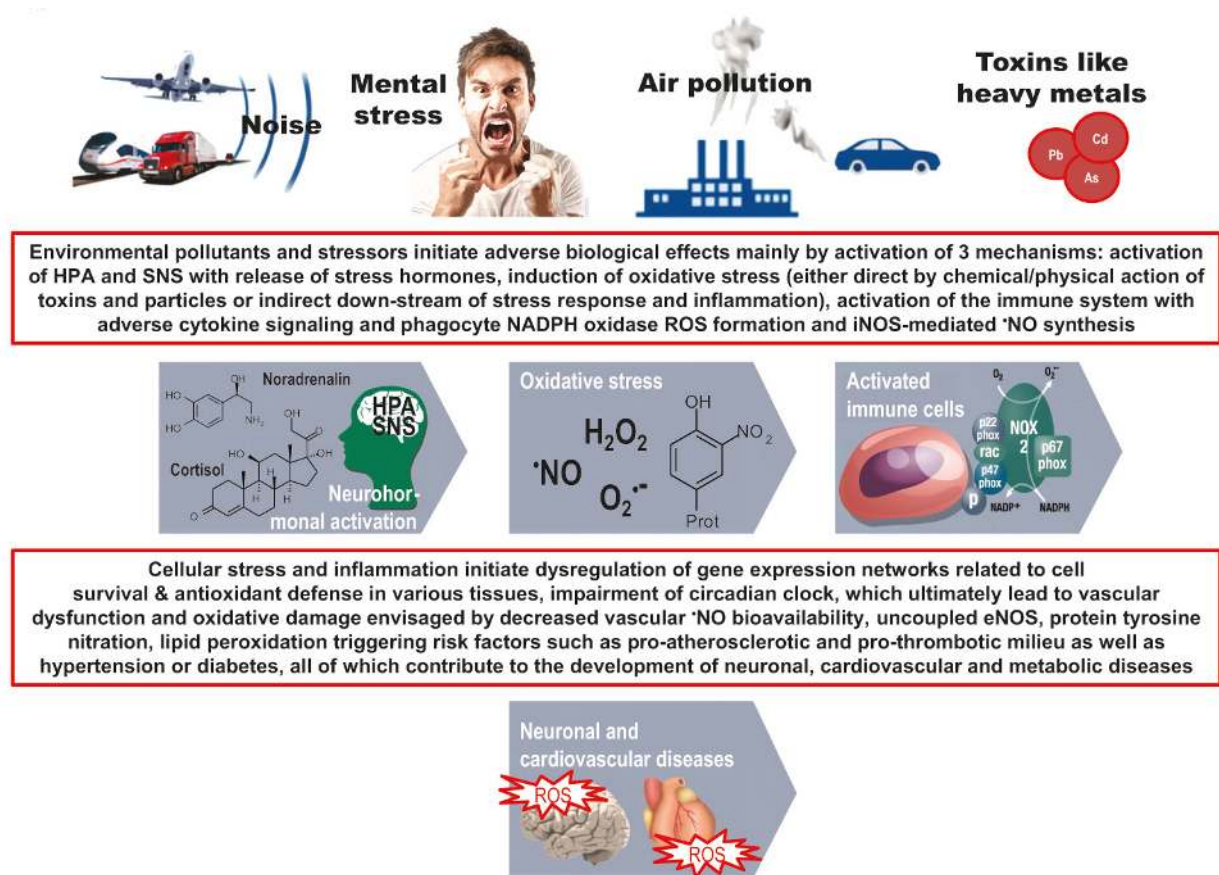 Noise
Mental
stress
Air pollution
Toxins like
heavy metals
Pb
Cd
As
Environmental pollutants and stressors initiate adverse biological effects mainly by activation of 3 mechanisms: activation
of HPA and SNS with release of stress hormones, induction of oxidative stress (either direct by chemical/physical action of
toxins and particles or indirect down-stream of stress response and inflammation), activation of the immune system with
adverse cytokine signaling and phagocyte NADPH oxidase ROS formation and iNOS-mediated •NO synthesis
OH
Noradrenalin
HO
HO
NH₂
OH
O
OH
HO
Cortisol
H
H
H
O
HPA
SNS
Neurohor-
monal activation
Oxidative stress
H₂O₂
•NO
O₂•-
OH
NO₂
Prot
Activated
immune cells
O₂
O₂•-
p22
phox
rac
p47
phox
p
NOX
2
p67
phox
NADP+
NADPH
Cellular stress and inflammation initiate dysregulation of gene expression networks related to cell
survival & antioxidant defense in various tissues, impairment of circadian clock, which ultimately lead to vascular
dysfunction and oxidative damage envisaged by decreased vascular •NO bioavailability, uncoupled eNOS, protein tyrosine
nitration, lipid peroxidation triggering risk factors such as pro-atherosclerotic and pro-thrombotic milieu as well as
hypertension or diabetes, all of which contribute to the development of neuronal, cardiovascular and metabolic diseases
Neuronal and
cardiovascular diseases
ROS
ROS